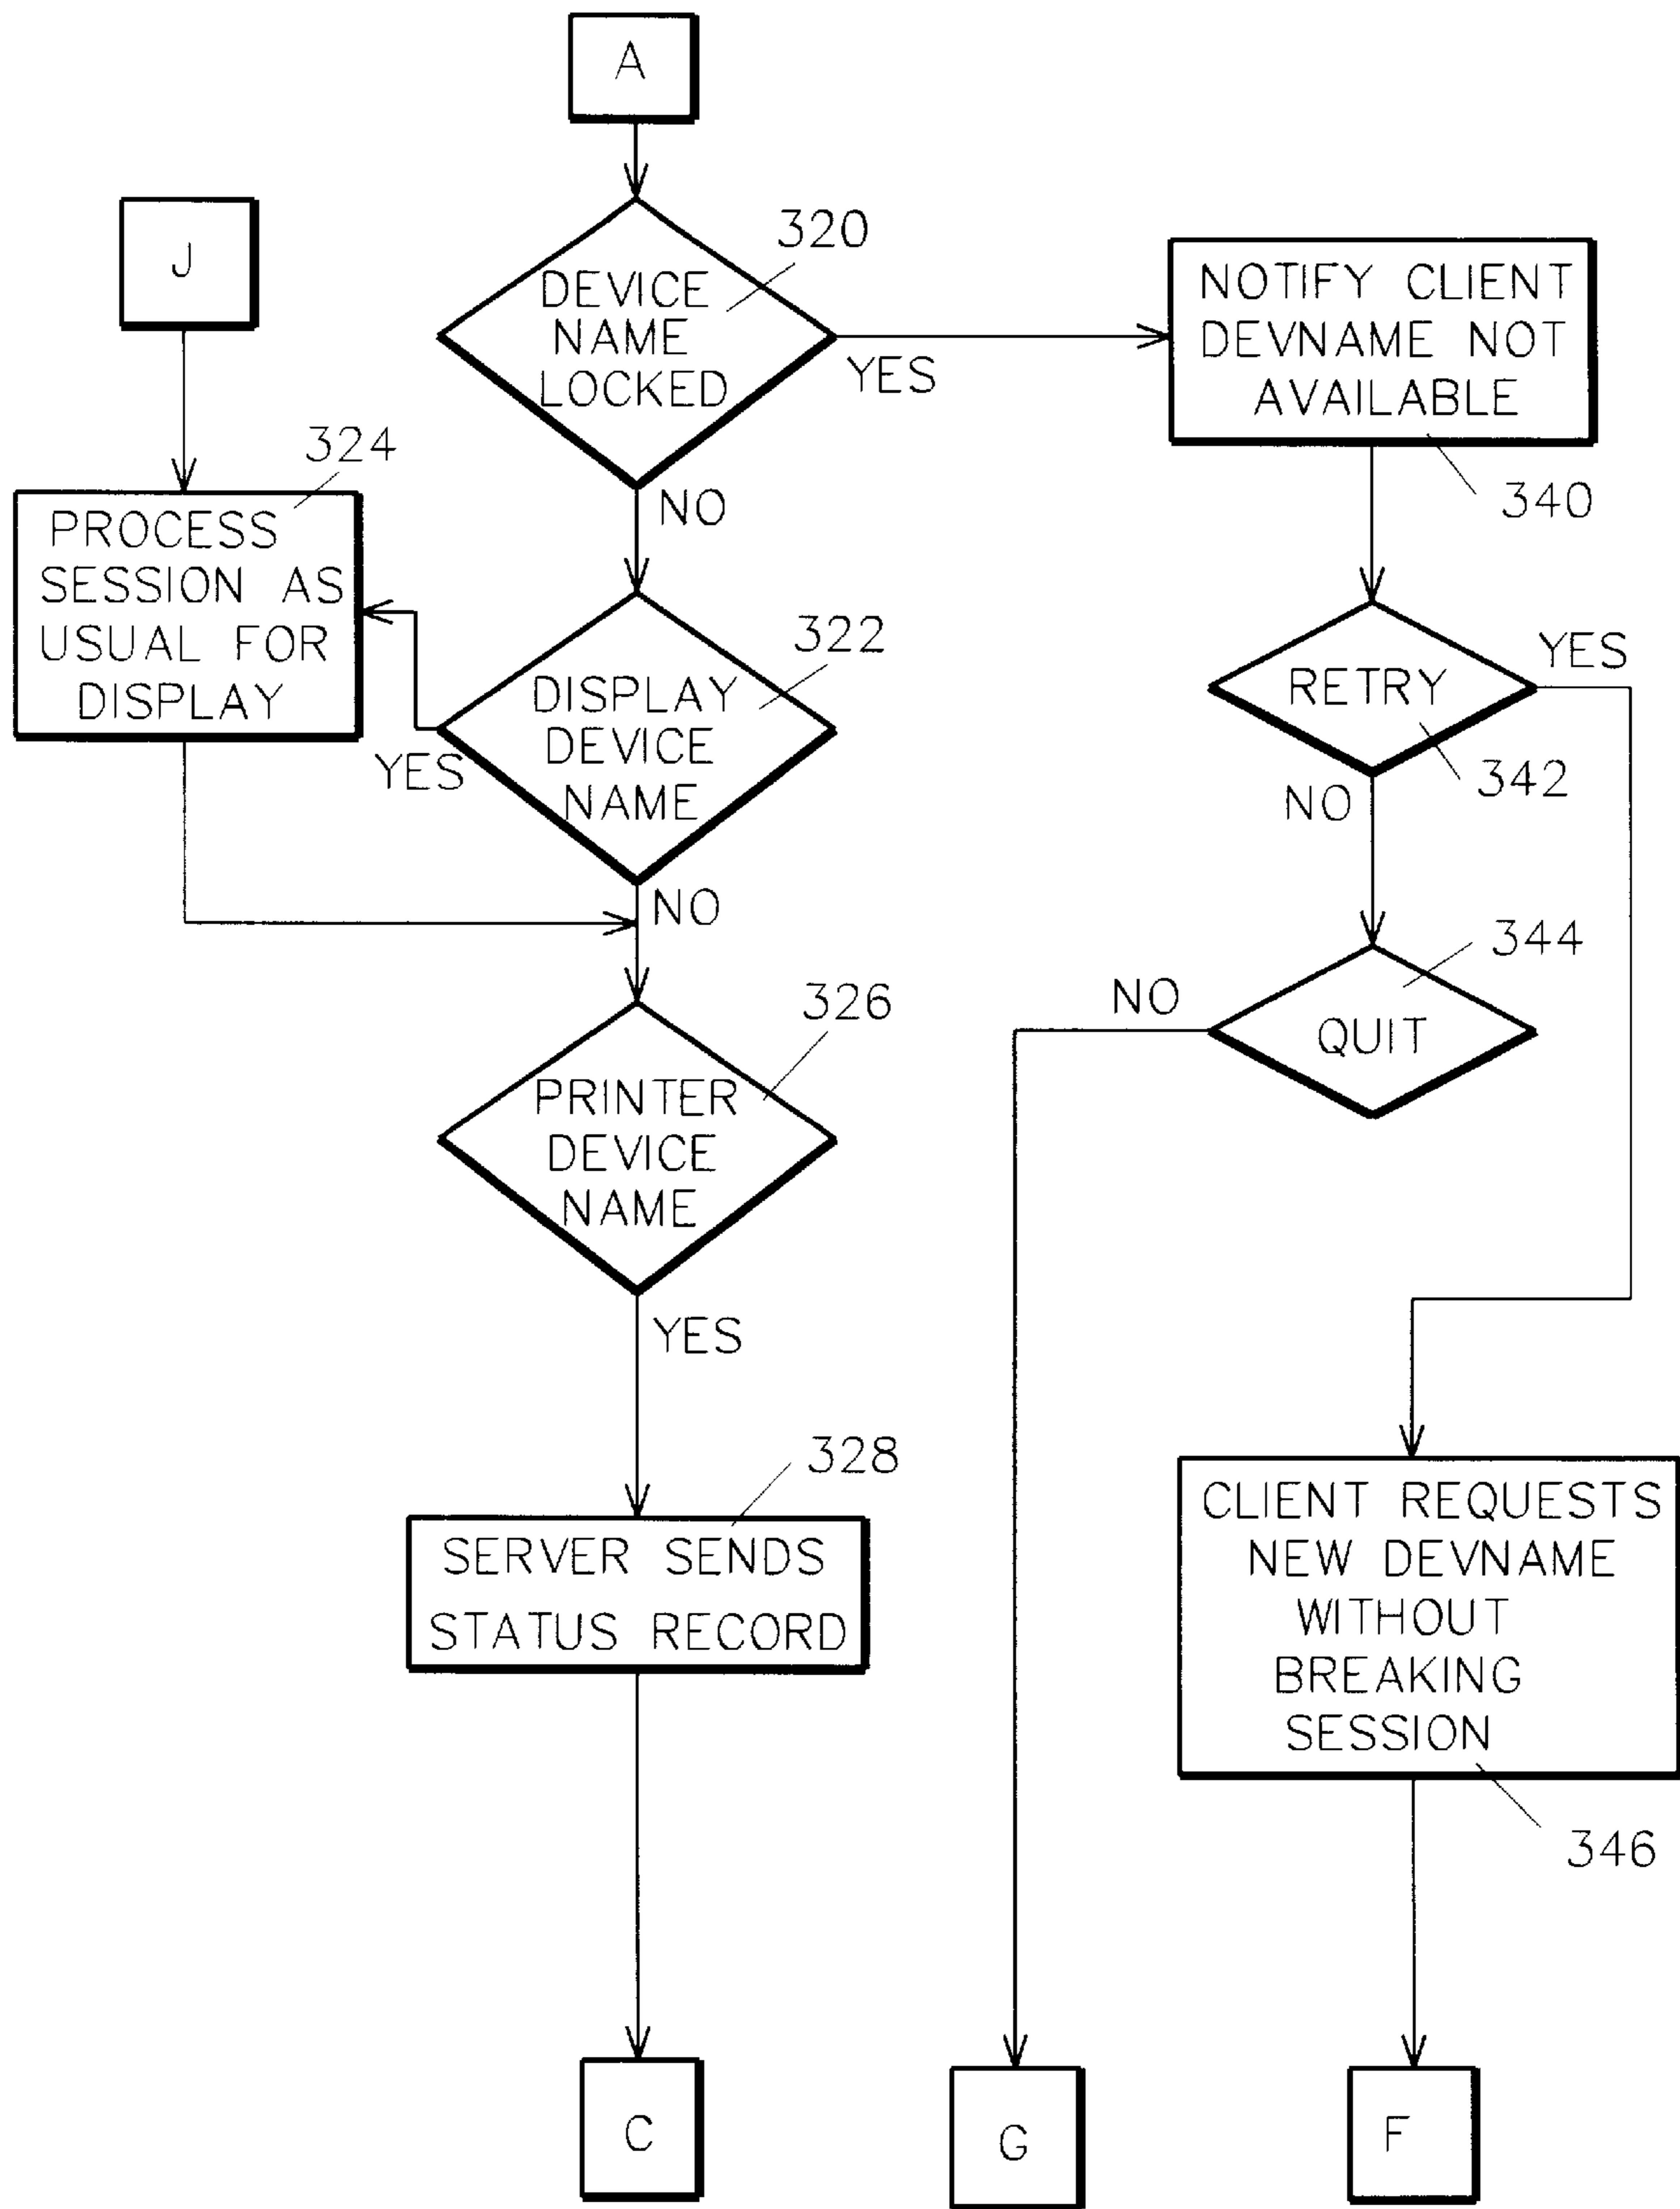 A
J
320
DEVICE
NAME
LOCKED
YES
NO
NOTIFY CLIENT
DEVNAME NOT
AVAILABLE
340
324
PROCESS
SESSION AS
USUAL FOR
DISPLAY
322
DISPLAY
DEVICE
NAME
YES
NO
RETRY
YES
342
NO
344
QUIT
NO
326
PRINTER
DEVICE
NAME
YES
328
SERVER SENDS
STATUS RECORD
CLIENT REQUESTS
NEW DEVNAME
WITHOUT
BREAKING
SESSION
346
C
G
F